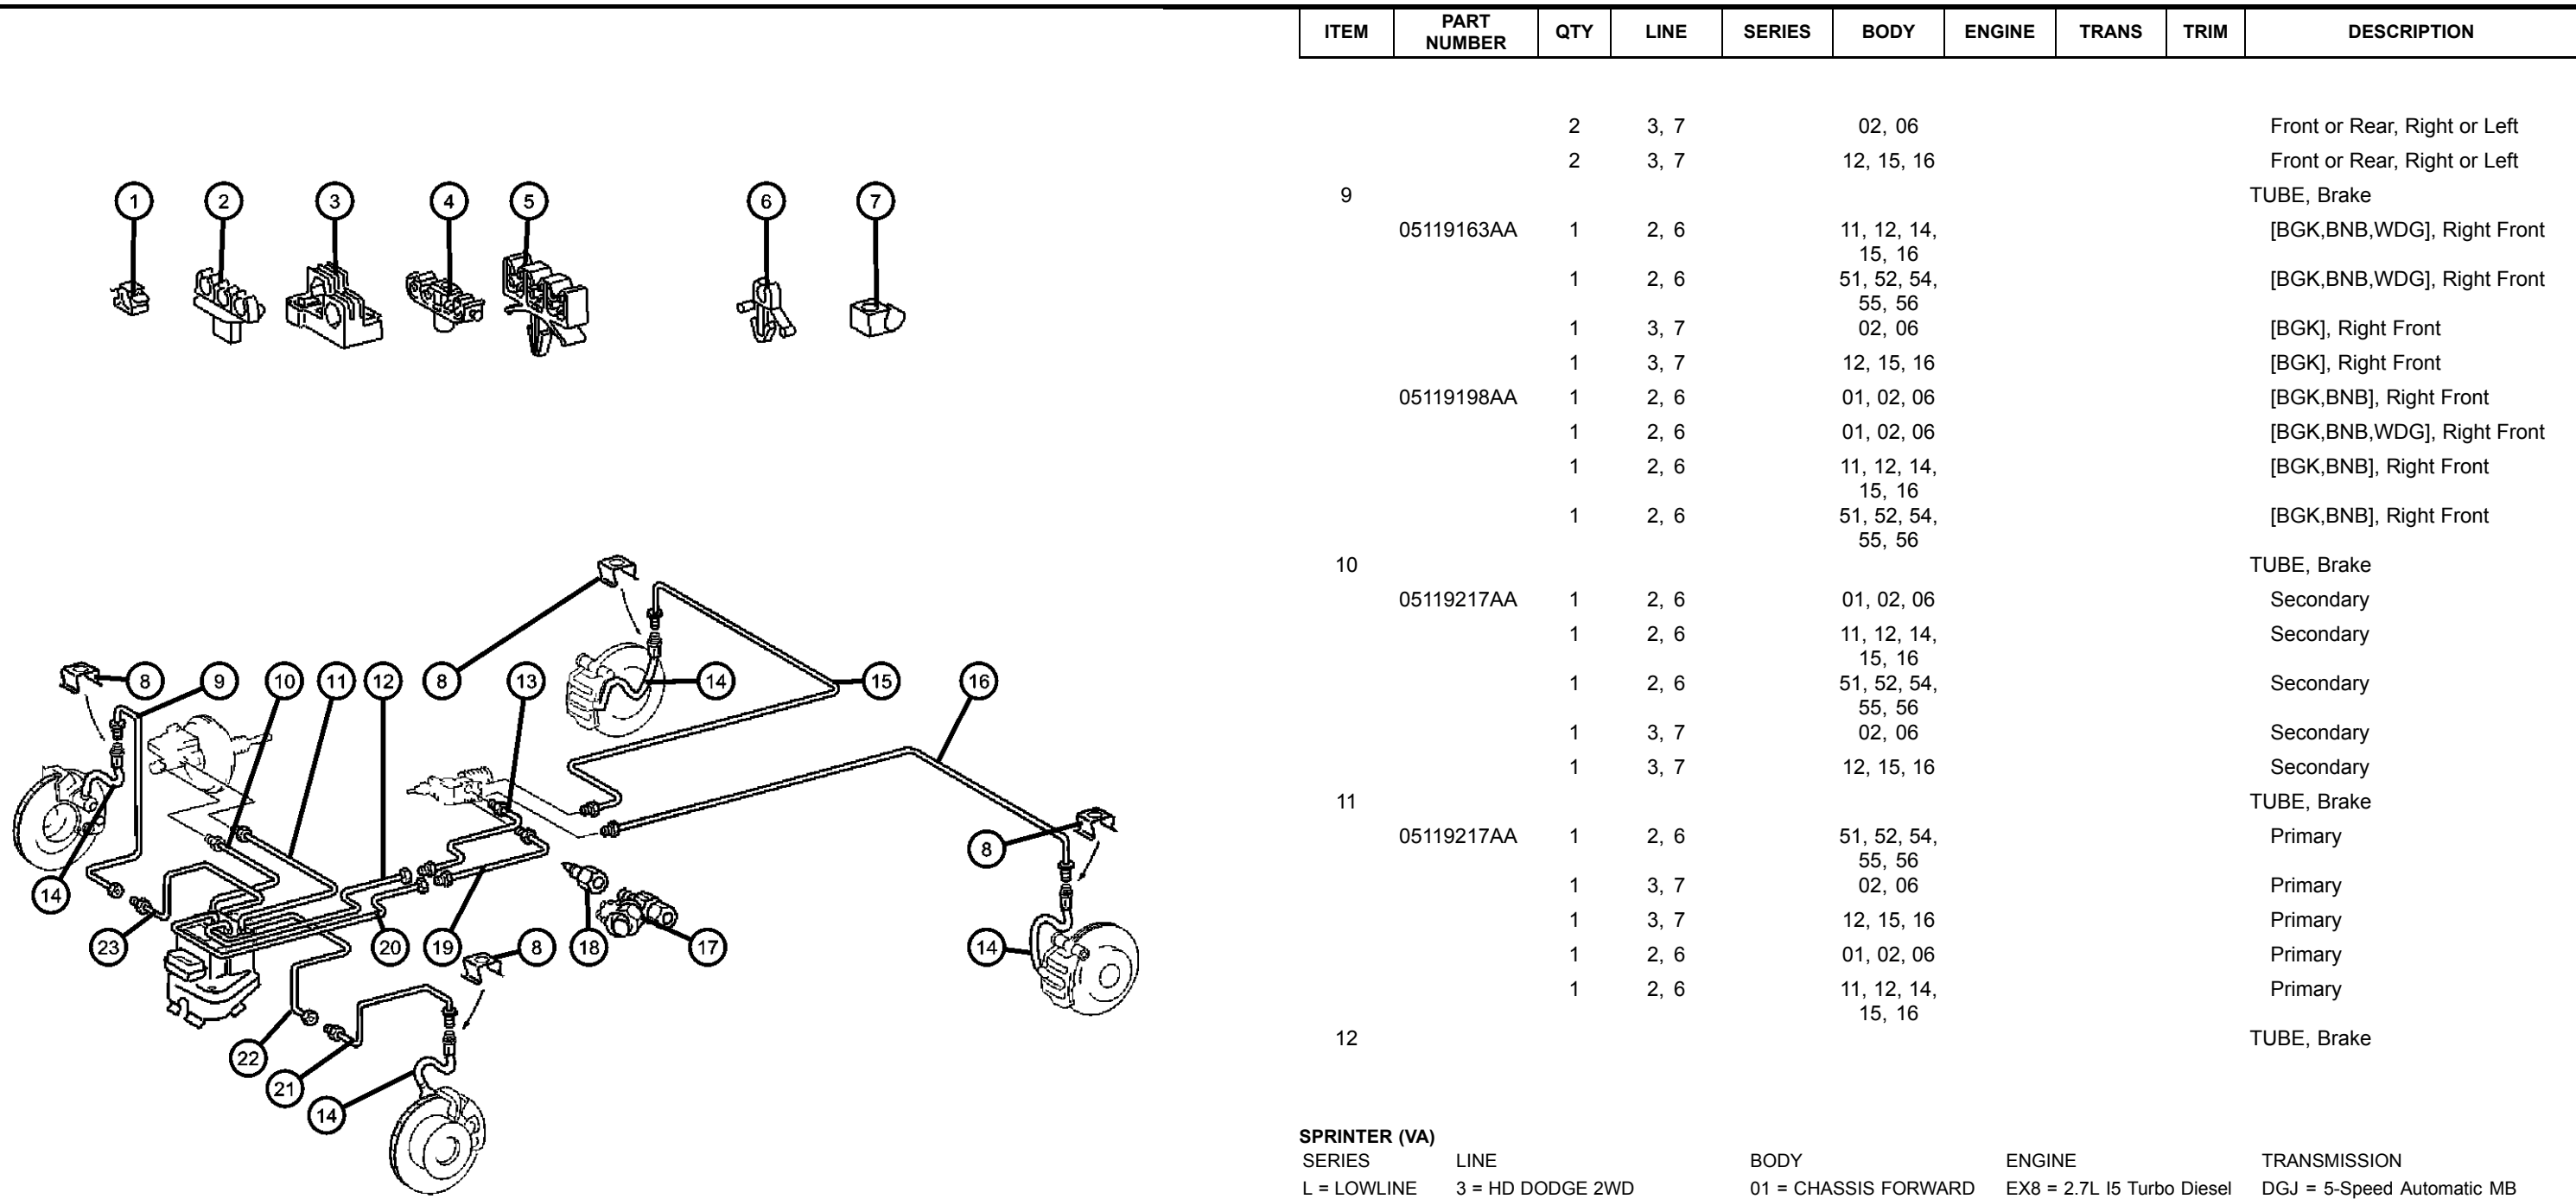 ITEM PART NUMBER QTY LINE SERIES BODY ENGINE TRANS TRIM DESCRIPTION
2 3, 7 02, 06 Front or Rear, Right or Left
2 3, 7 12, 15, 16 Front or Rear, Right or Left
9 TUBE, Brake
05119163AA 1 2, 6 11, 12, 14, [BGK,BNB,WDG], Right Front
15, 16
1 2, 6 51, 52, 54, [BGK,BNB,WDG], Right Front
55, 56
1 3, 7 02, 06 [BGK], Right Front
1 3, 7 12, 15, 16 [BGK], Right Front
05119198AA 1 2, 6 01, 02, 06 [BGK,BNB], Right Front
1 2, 6 01, 02, 06 [BGK,BNB,WDG], Right Front
1 2, 6 11, 12, 14, [BGK,BNB], Right Front
15, 16
1 2, 6 51, 52, 54, [BGK,BNB], Right Front
55, 56
10 TUBE, Brake
05119217AA 1 2, 6 01, 02, 06 Secondary
1 2, 6 11, 12, 14, Secondary
15, 16
1 2, 6 51, 52, 54, Secondary
55, 56
1 3, 7 02, 06 Secondary
1 3, 7 12, 15, 16 Secondary
11 TUBE, Brake
05119217AA 1 2, 6 51, 52, 54, Primary
55, 56
1 3, 7 02, 06 Primary
1 3, 7 12, 15, 16 Primary
1 2, 6 01, 02, 06 Primary
1 2, 6 11, 12, 14, Primary
15, 16
12 TUBE, Brake
1 2 3 4 5 6 7
8 9 10 11 12 8 13 14 15 16
8
14
23 20 19 8 18 17 14
22
21
14
SPRINTER (VA)
SERIES LINE BODY ENGINE TRANSMISSION
L = LOWLINE 3 = HD DODGE 2WD 01 = CHASSIS FORWARD EX8 = 2.7L I5 Turbo Diesel DGJ = 5-Speed Automatic MB